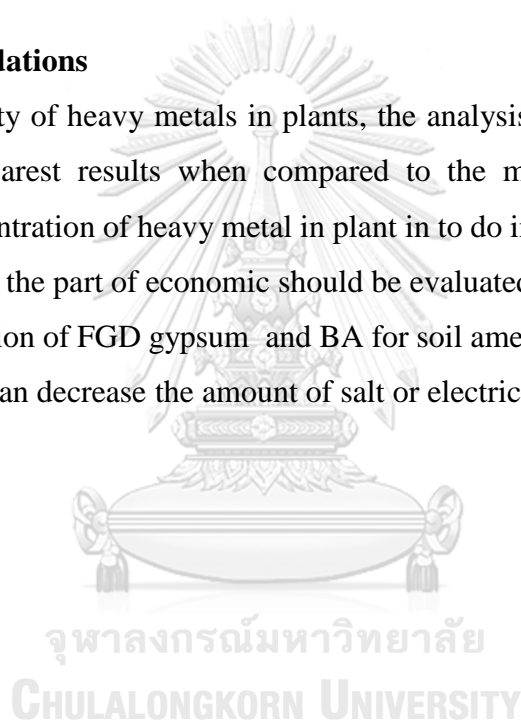 lations
ty of heavy metals in plants, the analysis
arest results when compared to the m
ntration of heavy metal in plant in to do i
the part of economic should be evaluated
ion of FGD gypsum and BA for soil ame
an decrease the amount of salt or electric
จุฬาลงกรณ์มหาวิทยาลัย
CHULALONGKORN UNIVERSITY